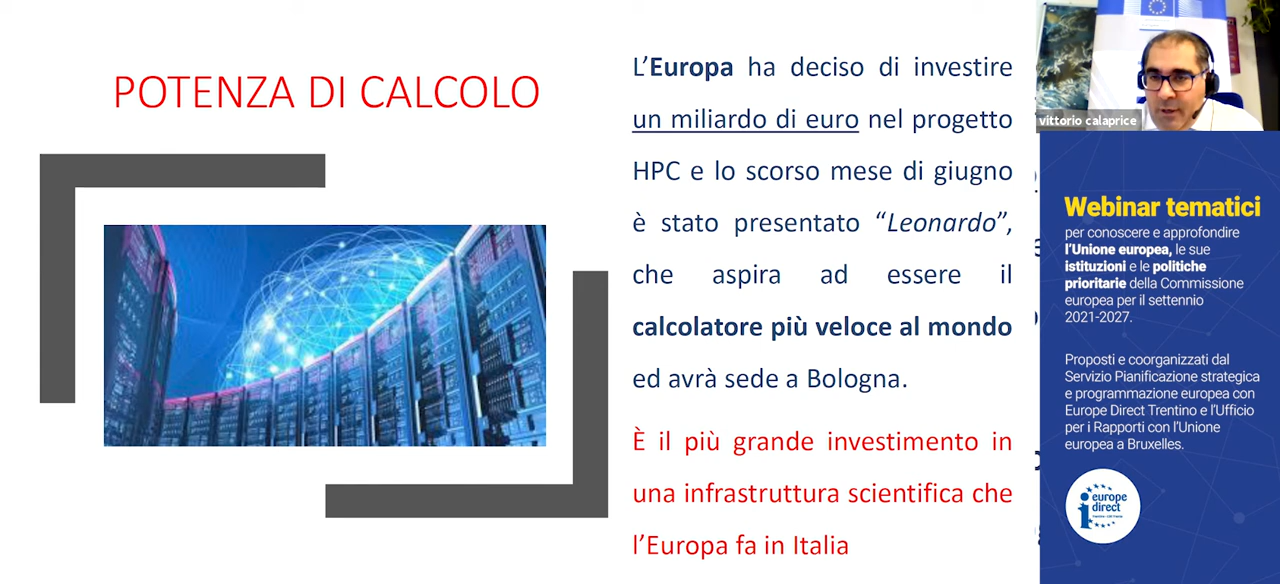 POTENZA DI CALCOLO
L’Europa ha deciso di investire
un miliardo di euro nel progetto
HPC e lo scorso mese di giugno
è stato presentato “Leonardo”,
che aspira ad essere il
calcolatore più veloce al mondo
ed avrà sede a Bologna.
È il più grande investimento in
una infrastruttura scientifica che
l’Europa fa in Italia
vittorio calaprice
Webinar tematici
per conoscere e approfondire
l’Unione europea, le sue
istituzioni e le politiche
prioritarie della Commissione
europea per il settennio
2021-2027.
Proposti e coorganizzati dal
Servizio Pianificazione strategica
e programmazione europea con
Europe Direct Trentino e l’Ufficio
per i Rapporti con l’Unione
europea a Bruxelles.
europe
direct